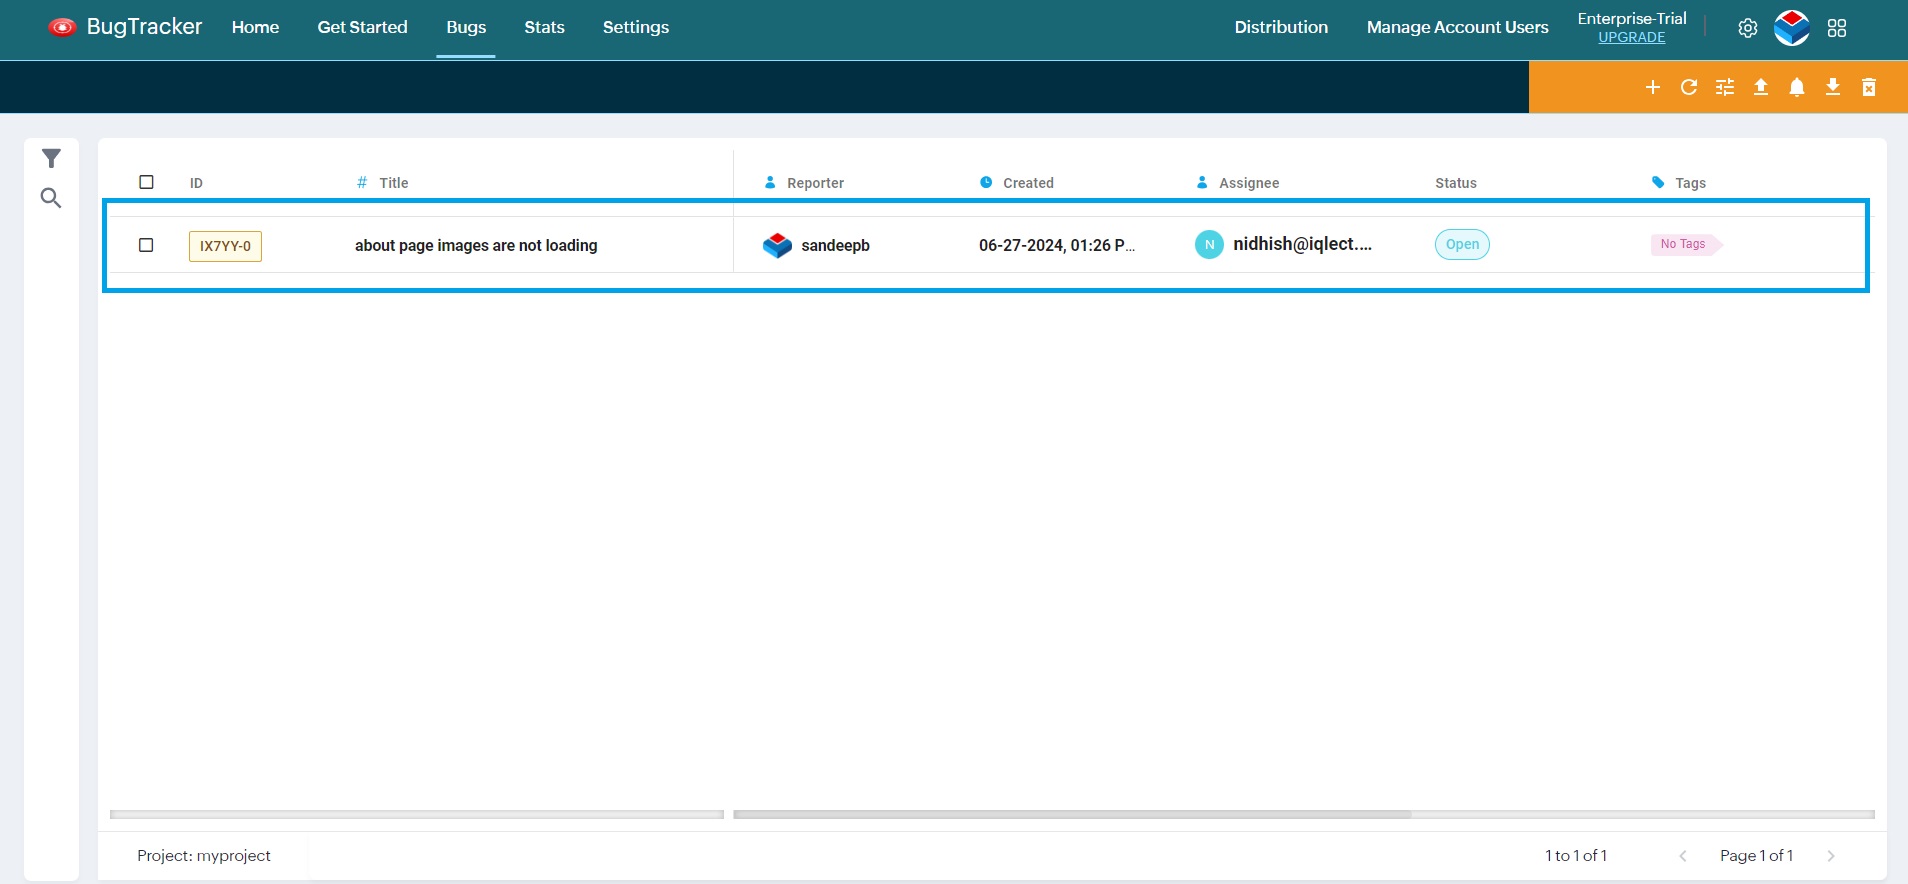 BugTracker Home Get Started Bugs Stats Settings Distribution Manage Account Users Enterprise-Trial
UPGRADE
ID # Title Reporter Created Assignee Status Tags
IX7YY-0 about page images are not loading sandeepb 06-27-2024, 01:26 P... N nidhish@iqlect.... Open No Tags
Project: myproject 1 to 1 of 1 Page 1 of 1